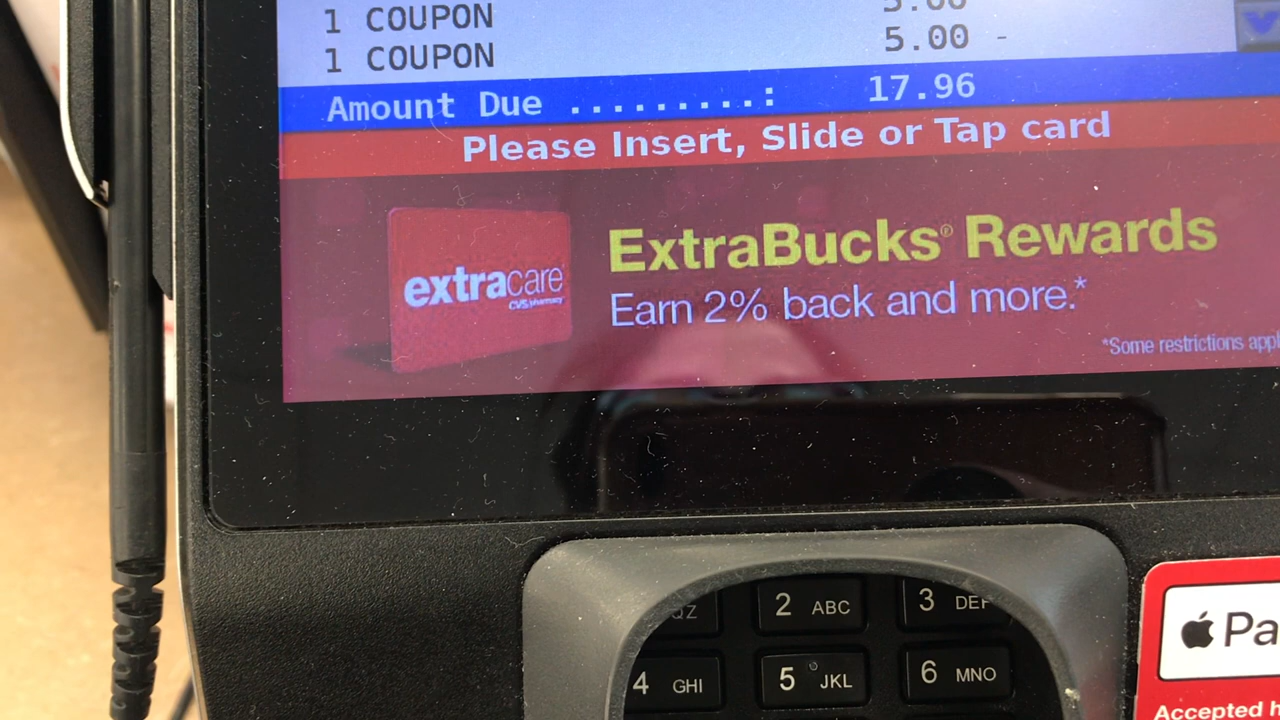 1 COUPON 5.00
1 COUPON 5.00 -
Amount Due .........: 17.96
Please Insert, Slide or Tap card
extracare
CVS pharmacy
ExtraBucks® Rewards
Earn 2% back and more.*
*Some restrictions appl
QZ 2 ABC 3 DEF
4 GHI 5 JKL 6 MNO
Pa
Accepted h